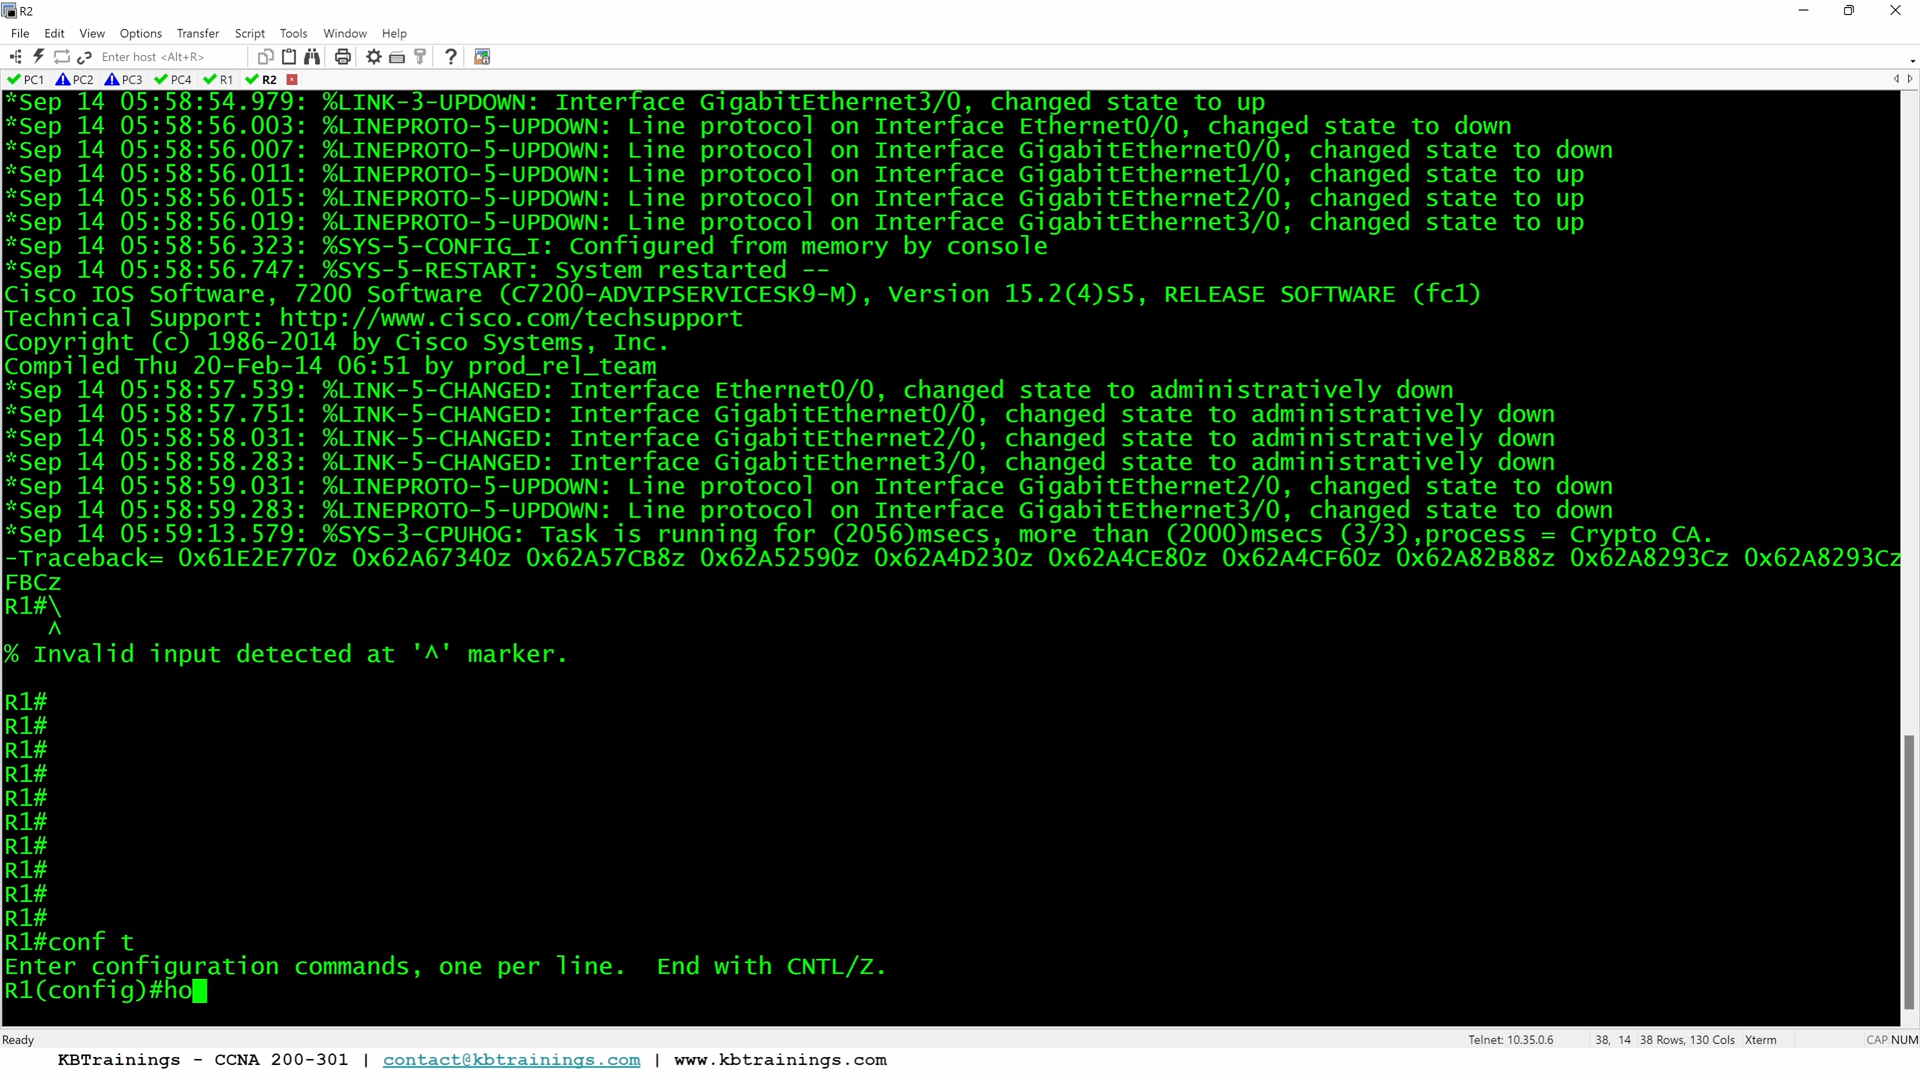 R2
File Edit View Options Transfer Script Tools Window Help
Enter host <Alt+R>
PC1 PC2 PC3 PC4 R1 R2
*Sep 14 05:58:54.979: %LINK-3-UPDOWN: Interface GigabitEthernet3/0, changed state to up
*Sep 14 05:58:56.003: %LINEPROTO-5-UPDOWN: Line protocol on Interface Ethernet0/0, changed state to down
*Sep 14 05:58:56.007: %LINEPROTO-5-UPDOWN: Line protocol on Interface GigabitEthernet0/0, changed state to down
*Sep 14 05:58:56.011: %LINEPROTO-5-UPDOWN: Line protocol on Interface GigabitEthernet1/0, changed state to up
*Sep 14 05:58:56.015: %LINEPROTO-5-UPDOWN: Line protocol on Interface GigabitEthernet2/0, changed state to up
*Sep 14 05:58:56.019: %LINEPROTO-5-UPDOWN: Line protocol on Interface GigabitEthernet3/0, changed state to up
*Sep 14 05:58:56.323: %SYS-5-CONFIG_I: Configured from memory by console
*Sep 14 05:58:56.747: %SYS-5-RESTART: System restarted --
Cisco IOS Software, 7200 Software (C7200-ADVIPSERVICESK9-M), Version 15.2(4)S5, RELEASE SOFTWARE (fc1)
Technical Support: http://www.cisco.com/techsupport
Copyright (c) 1986-2014 by Cisco Systems, Inc.
Compiled Thu 20-Feb-14 06:51 by prod_rel_team
*Sep 14 05:58:57.539: %LINK-5-CHANGED: Interface Ethernet0/0, changed state to administratively down
*Sep 14 05:58:57.751: %LINK-5-CHANGED: Interface GigabitEthernet0/0, changed state to administratively down
*Sep 14 05:58:58.031: %LINK-5-CHANGED: Interface GigabitEthernet2/0, changed state to administratively down
*Sep 14 05:58:58.283: %LINK-5-CHANGED: Interface GigabitEthernet3/0, changed state to administratively down
*Sep 14 05:58:59.031: %LINEPROTO-5-UPDOWN: Line protocol on Interface GigabitEthernet2/0, changed state to down
*Sep 14 05:58:59.283: %LINEPROTO-5-UPDOWN: Line protocol on Interface GigabitEthernet3/0, changed state to down
*Sep 14 05:59:13.579: %SYS-3-CPUHOG: Task is running for (2056)msecs, more than (2000)msecs (3/3),process = Crypto CA.
-Traceback= 0x61E2E770z 0x62A67340z 0x62A57CB8z 0x62A52590z 0x62A4D230z 0x62A4CE80z 0x62A4CF60z 0x62A82B88z 0x62A8293Cz 0x62A8293Cz
FBCz
R1#\
^
% Invalid input detected at '^' marker.
R1#
R1#
R1#
R1#
R1#
R1#
R1#
R1#
R1#
R1#
R1#conf t
Enter configuration commands, one per line.  End with CNTL/Z.
R1(config)#ho
Ready Telnet: 10.35.0.6 38, 14 38 Rows, 130 Cols Xterm CAP NUM
KBTrainings - CCNA 200-301 | contact@kbtrainings.com | www.kbtrainings.com